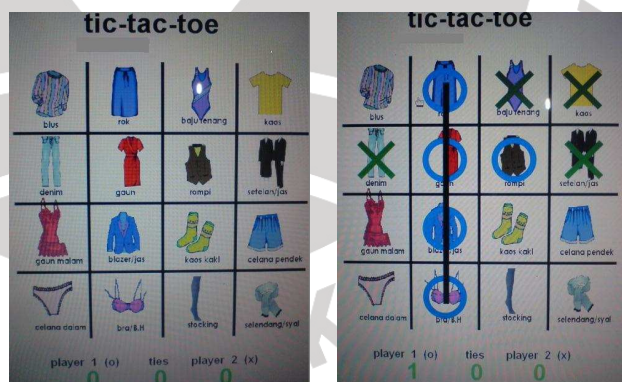 tic-tac-toe
blus rok baju renang kaos
denim gaun rompi setelan/jas
gaun malam blazer/jas kaos kaki celana pendek
celana dalam bra/B.H stocking selendang/syal
player 1 (o) ties player 2 (x)
0 0 0
tic-tac-toe
blus baju renang kaos
denim gaun rompi setelan/jas
gaun malam blazer/jas kaos kaki celana pendek
celana dalam bra/B.H stocking selendang/syal
player 1 (o) ties player 2 (x)
1 0 0